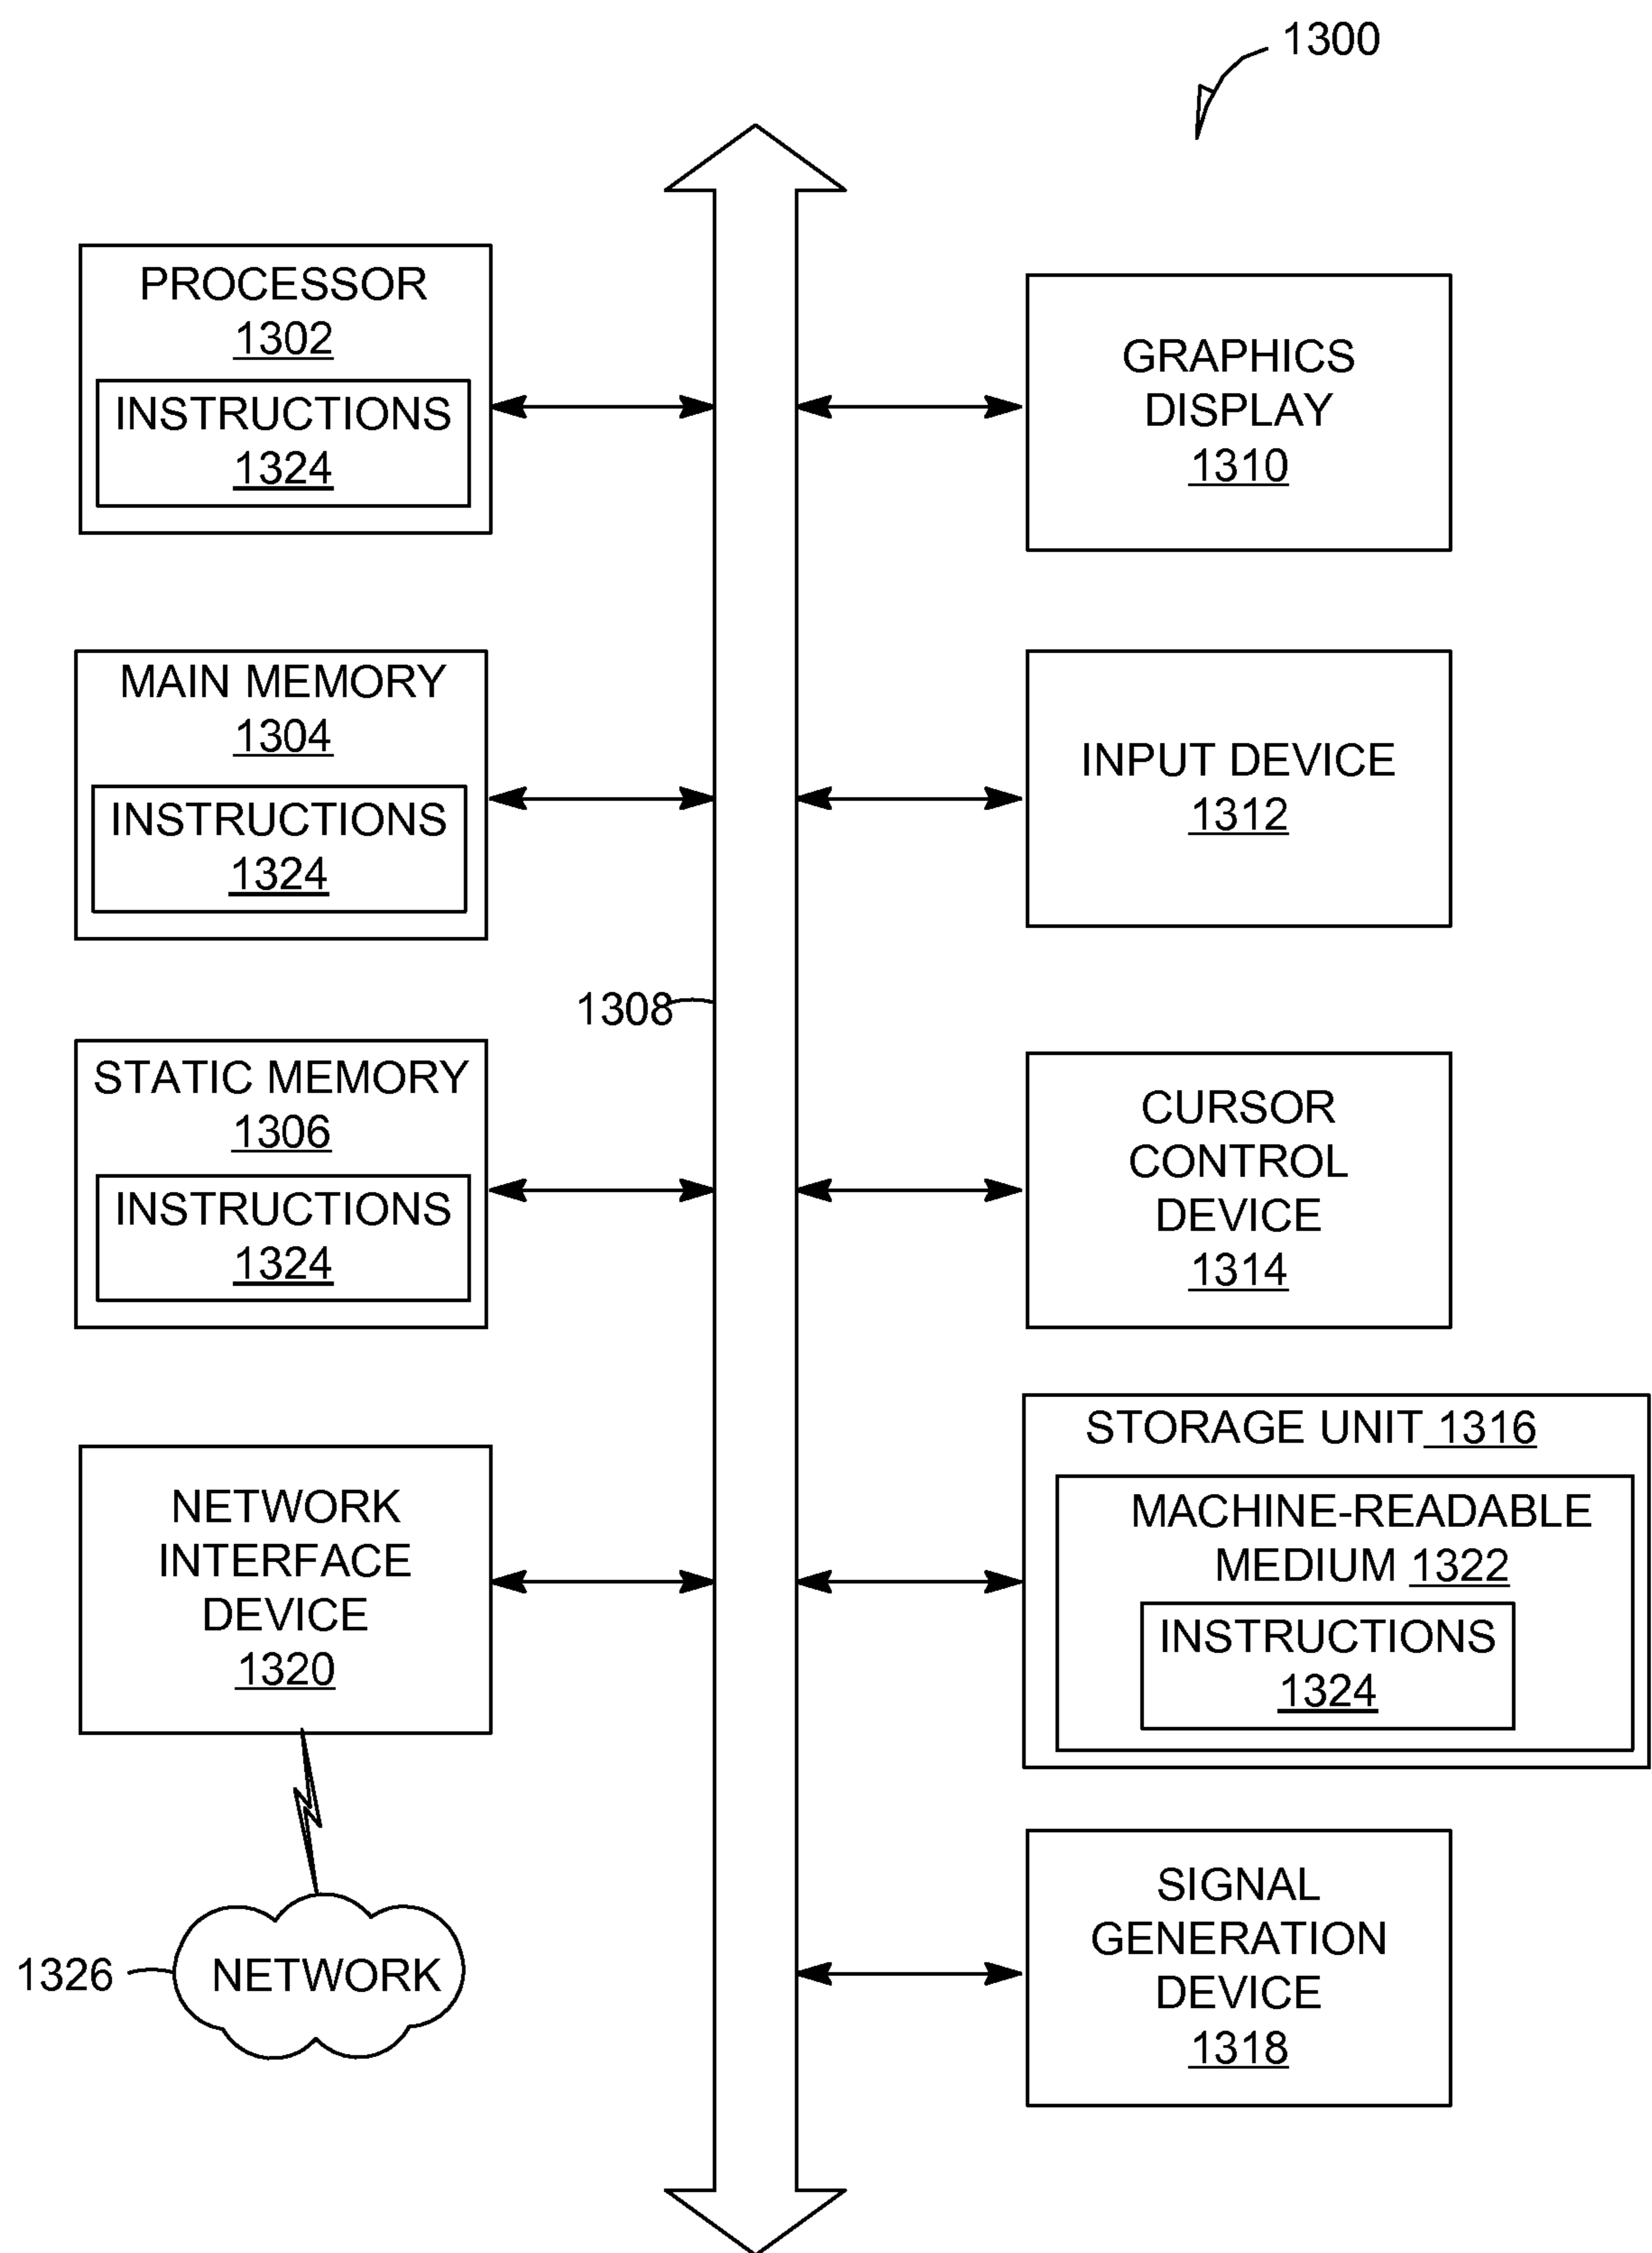 1300
PROCESSOR
1302
INSTRUCTIONS
1324
MAIN MEMORY
1304
INSTRUCTIONS
1324
1308
STATIC MEMORY
1306
INSTRUCTIONS
1324
NETWORK
INTERFACE
DEVICE
1320
1326
NETWORK
GRAPHICS
DISPLAY
1310
INPUT DEVICE
1312
CURSOR
CONTROL
DEVICE
1314
STORAGE UNIT 1316
MACHINE-READABLE
MEDIUM 1322
INSTRUCTIONS
1324
SIGNAL
GENERATION
DEVICE
1318